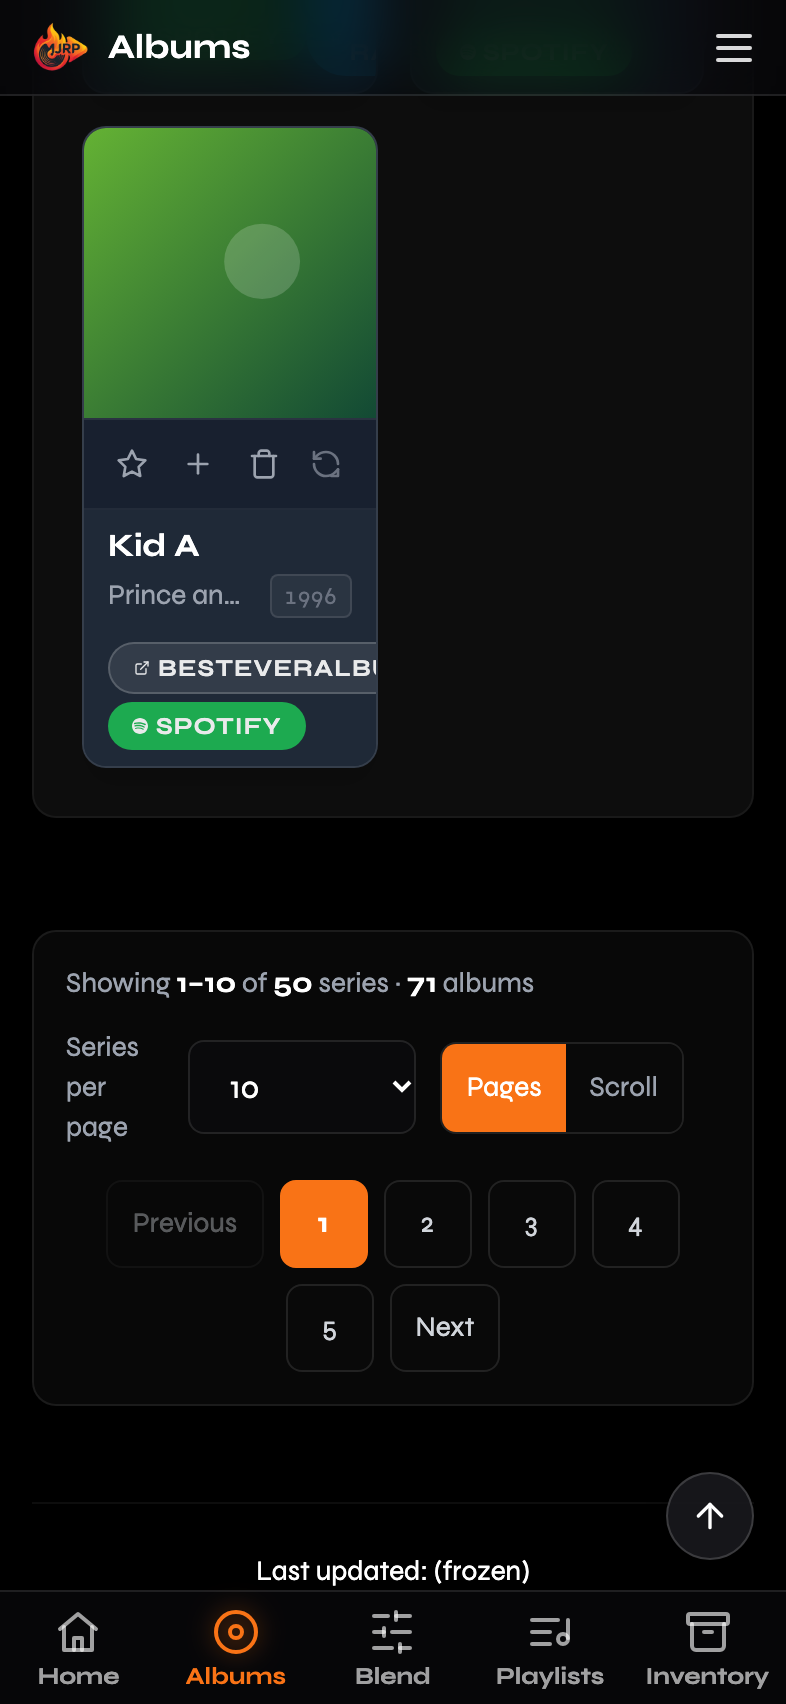 JRP
Albums
Kid A
Prince an...
1996
BESTEVERALBU
SPOTIFY
Showing 1–10 of 50 series · 71 albums
Series
per
page
10
Pages
Scroll
Previous
1
2
3
4
5
Next
Last updated: (frozen)
Home
Albums
Blend
Playlists
Inventory